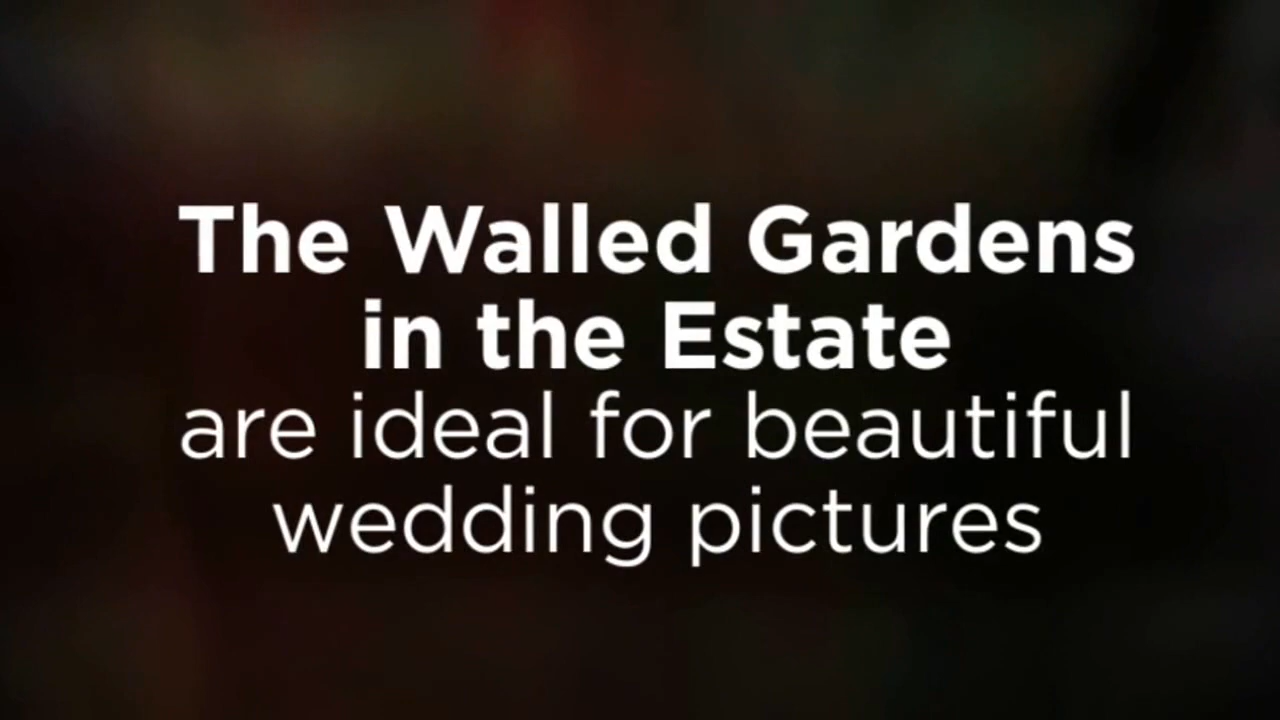 The Walled Gardens
in the Estate
are ideal for beautiful
wedding pictures